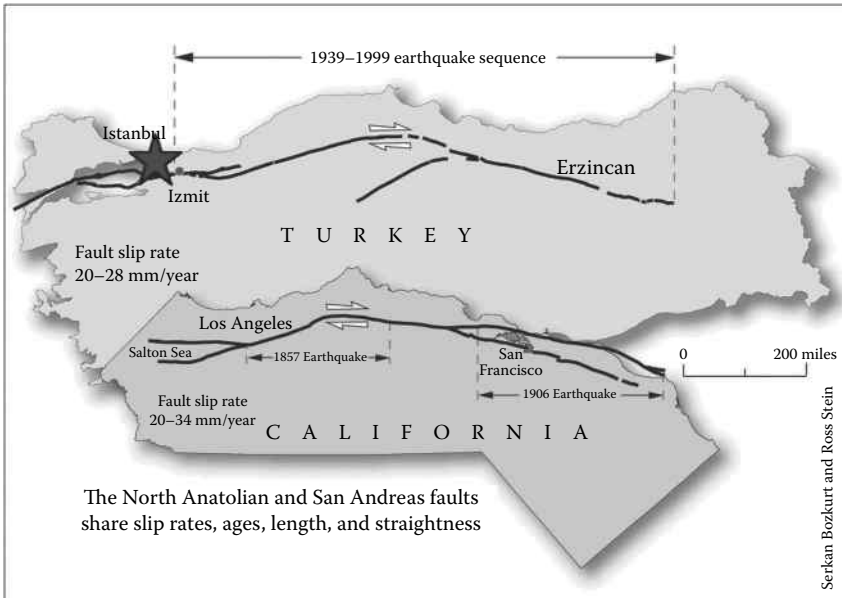 1939–1999 earthquake sequence
Istanbul
Izmit
Erzincan
TURKEY
Fault slip rate
20–28 mm/year
Los Angeles
Salton Sea
1857 Earthquake
San
Francisco
0 200 miles
1906 Earthquake
Fault slip rate
20–34 mm/year
CALIFORNIA
The North Anatolian and San Andreas faults
share slip rates, ages, length, and straightness
Serkan Bozkurt and Ross Stein